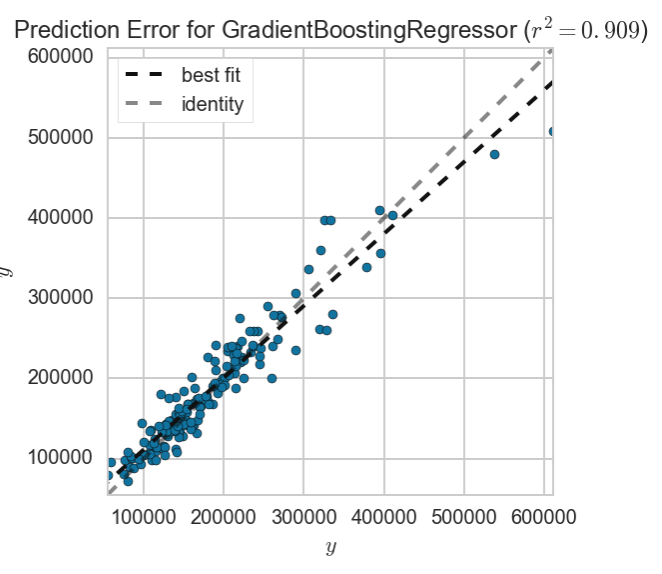 Prediction Error for GradientBoostingRegressor (r² = 0.909)
best fit
identity
600000
500000
400000
300000
200000
100000
100000 200000 300000 400000 500000 600000
y